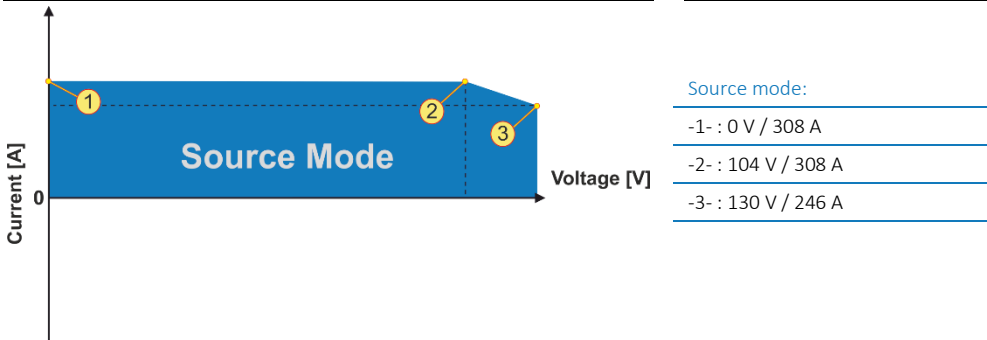 1
2
3
Source Mode
Current [A]
0
Voltage [V]
Source mode:
-1- : 0 V / 308 A
-2- : 104 V / 308 A
-3- : 130 V / 246 A